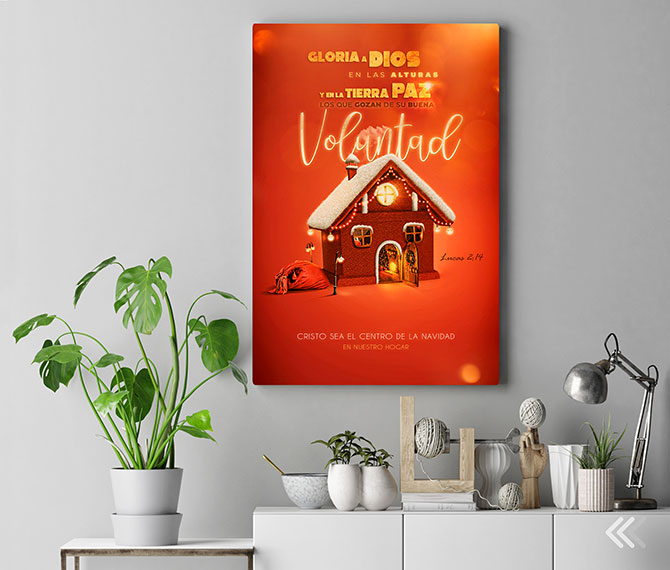 GLORIA A DIOS
EN LAS ALTURAS
Y EN LA TIERRA PAZ
LOS QUE GOZAN DE SU BUENA
Voluntad
Lucas 2:14
CRISTO SEA EL CENTRO DE LA NAVIDAD
EN NUESTRO HOGAR